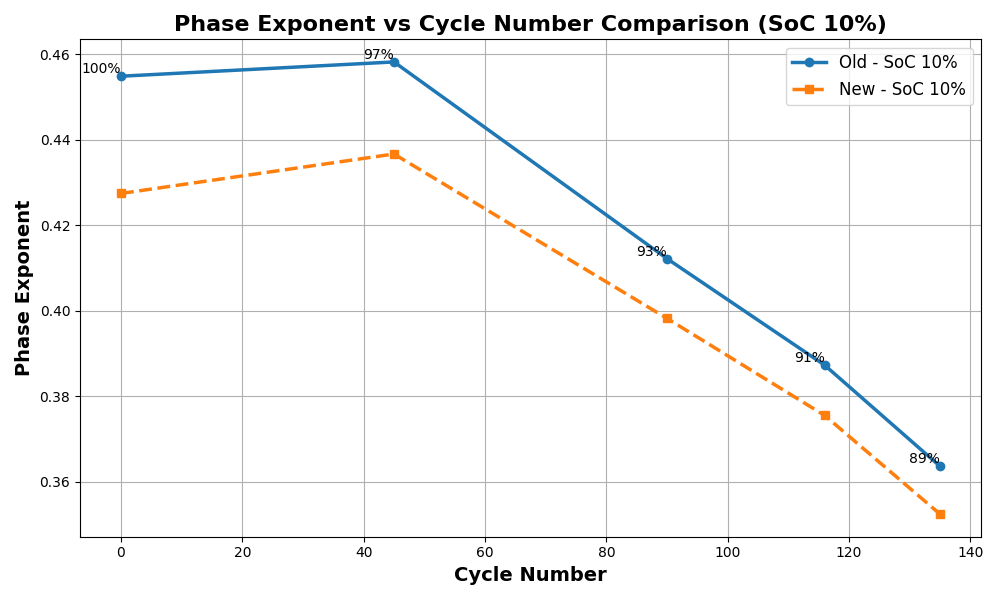 Phase Exponent vs Cycle Number Comparison (SoC 10%)
Phase Exponent
0.46
0.44
0.42
0.40
0.38
0.36
100%
97%
93%
91%
89%
Old - SoC 10%
New - SoC 10%
0 20 40 60 80 100 120 140
Cycle Number